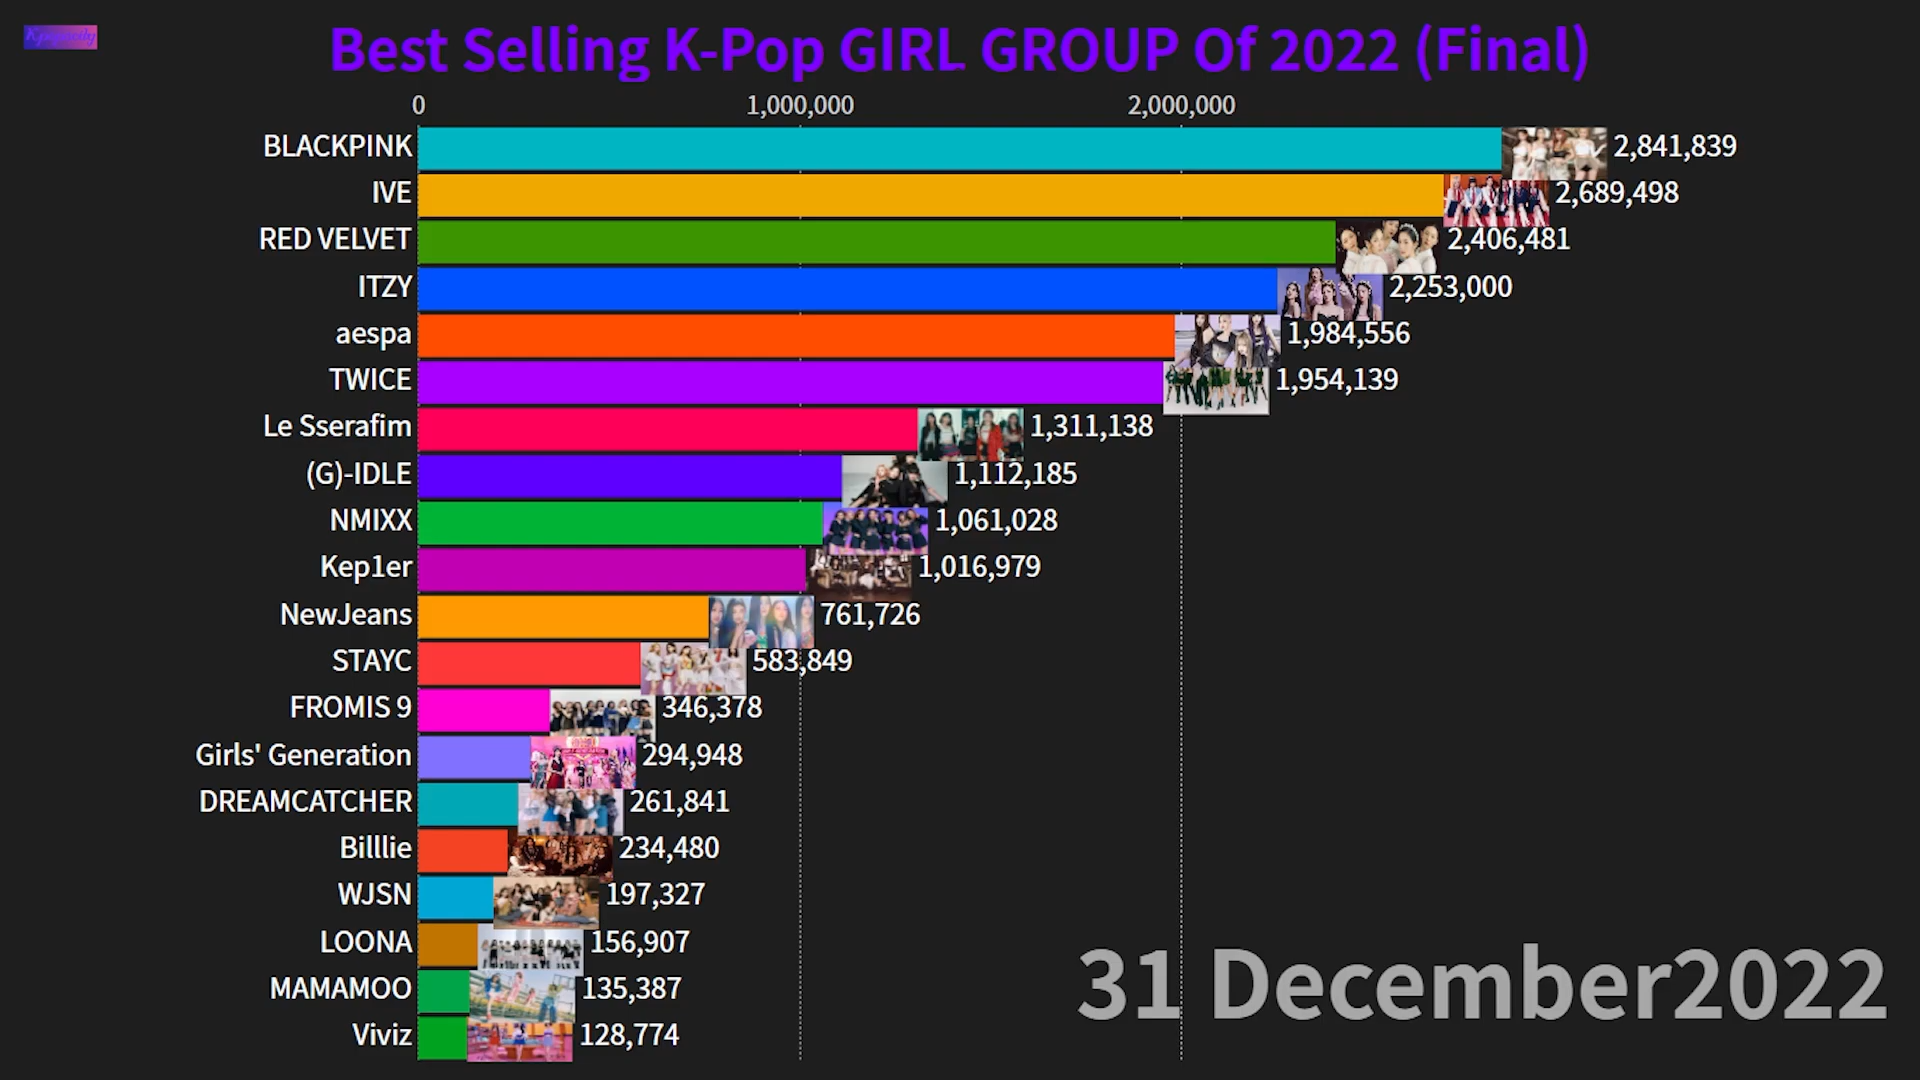 Kpopacity
Best Selling K-Pop GIRL GROUP Of 2022 (Final)
0 1,000,000 2,000,000
BLACKPINK 2,841,839
IVE 2,689,498
RED VELVET 2,406,481
ITZY 2,253,000
aespa 1,984,556
TWICE 1,954,139
Le Sserafim 1,311,138
(G)-IDLE 1,112,185
NMIXX 1,061,028
Kep1er 1,016,979
NewJeans 761,726
STAYC 583,849
FROMIS 9 346,378
Girls' Generation 294,948
DREAMCATCHER 261,841
Billlie 234,480
WJSN 197,327
LOONA 156,907
MAMAMOO 135,387
Viviz 128,774
31 December2022